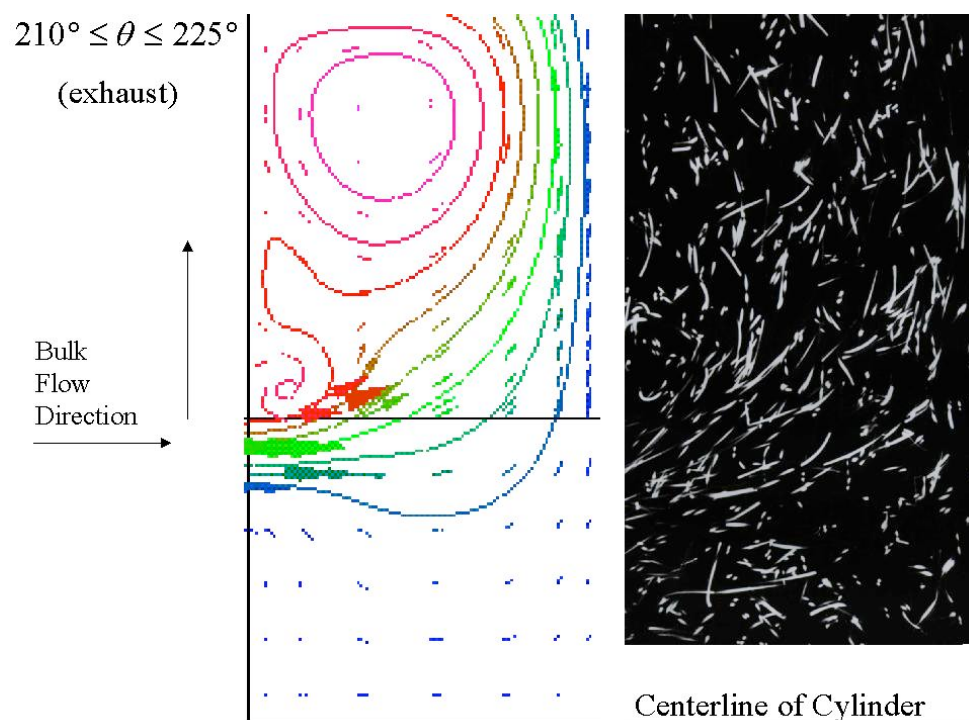 210° ≤ θ ≤ 225°
(exhaust)
Bulk
Flow
Direction
Centerline of Cylinder